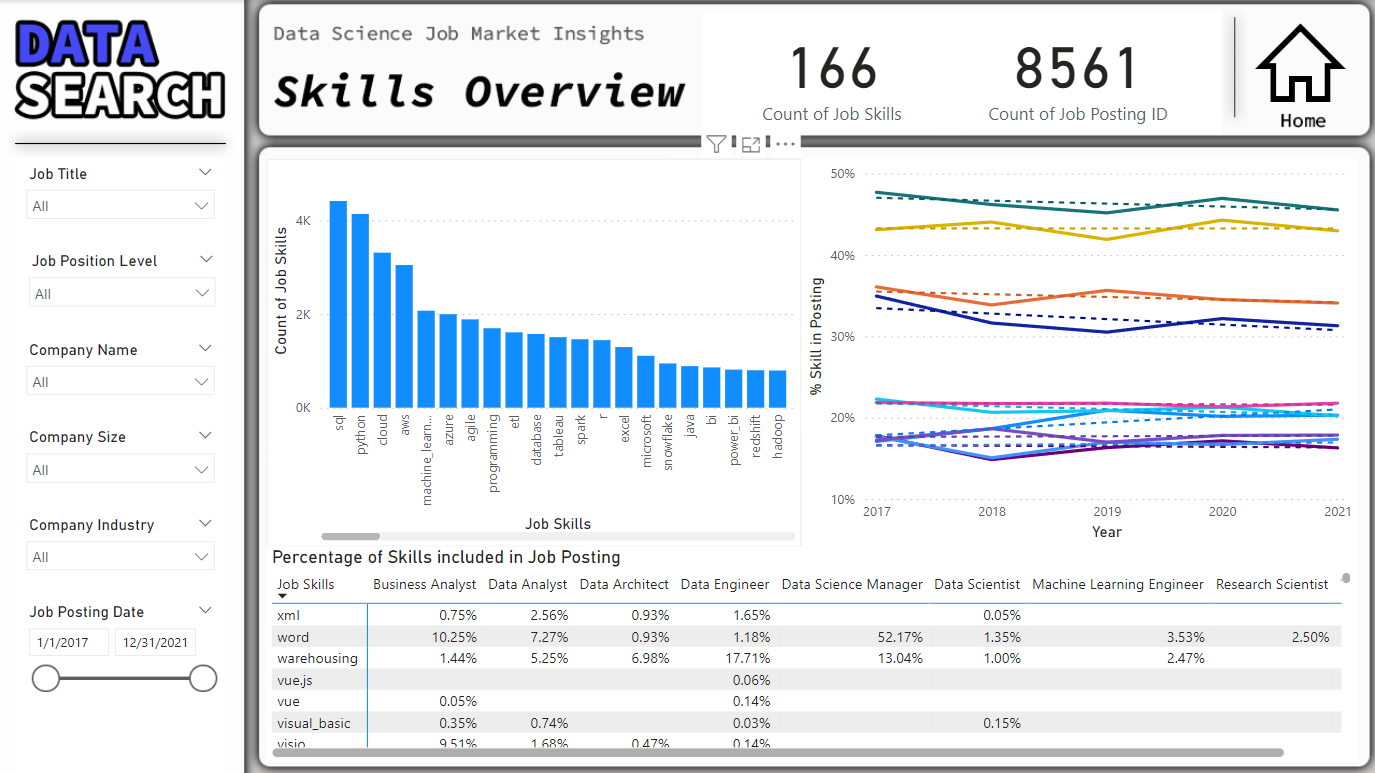 DATA
SEARCH
Data Science Job Market Insights
Skills Overview
166
Count of Job Skills
8561
Count of Job Posting ID
Home
Job Title
All
Job Position Level
All
Company Name
All
Company Size
All
Company Industry
All
Job Posting Date
1/1/2017
12/31/2021
Count of Job Skills
4K
2K
0K
sql
python
cloud
aws
machine_learn...
azure
agile
programming
etl
database
tableau
spark
r
excel
microsoft
snowflake
java
bi
power_bi
redshift
hadoop
Job Skills
% Skill in Posting
50%
40%
30%
20%
10%
2017 2018 2019 2020 2021
Year
Percentage of Skills included in Job Posting
Job Skills Business Analyst Data Analyst Data Architect Data Engineer Data Science Manager Data Scientist Machine Learning Engineer Research Scientist
xml 0.75% 2.56% 0.93% 1.65% 0.05%
word 10.25% 7.27% 0.93% 1.18% 52.17% 1.35% 3.53% 2.50%
warehousing 1.44% 5.25% 6.98% 17.71% 13.04% 1.00% 2.47%
vue.js 0.06%
vue 0.05% 0.14%
visual_basic 0.35% 0.74% 0.03% 0.15%
visio 9.51% 1.68% 0.47% 0.14%